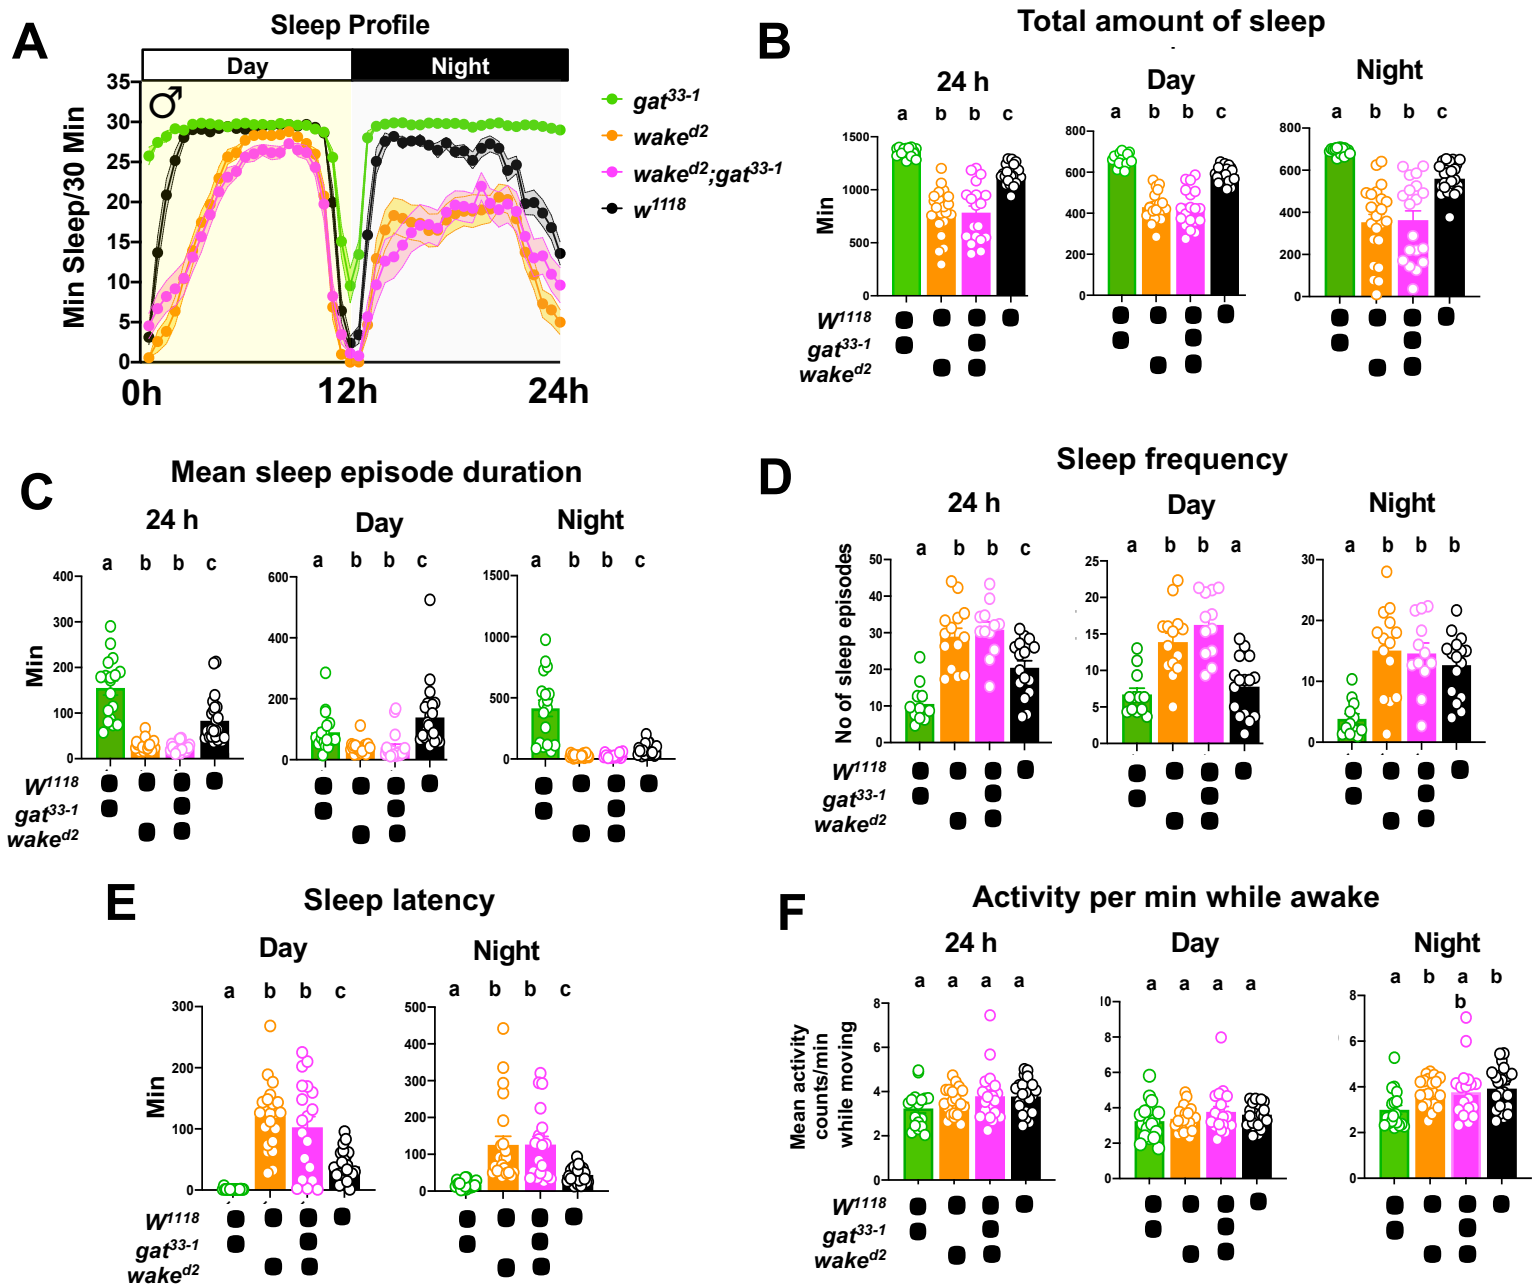 A
Sleep Profile
Day Night
♂
Min Sleep/30 Min
35
30
25
20
15
10
5
0
0h 12h 24h
gat33-1
waked2
waked2;gat33-1
w1118
B
Total amount of sleep
24 h
a b b c
Min
1500
1000
500
0
Day
a b b c
800
600
400
200
0
Night
a b b c
800
600
400
200
0
W1118
gat33-1
waked2
C
Mean sleep episode duration
24 h
a b b c
Min
400
300
200
100
0
Day
a b b c
600
400
200
0
Night
a b b c
1500
1000
500
0
W1118
gat33-1
waked2
D
Sleep frequency
24 h
a b b c
No of sleep episodes
50
40
30
20
10
0
Day
a b b a
25
20
15
10
5
0
Night
a b b b
30
20
10
0
W1118
gat33-1
waked2
E
Sleep latency
Day
a b b c
Min
300
200
100
0
Night
a b b c
500
400
300
200
100
0
W1118
gat33-1
waked2
F
Activity per min while awake
24 h
a a a a
Mean activity
counts/min
while moving
8
6
4
2
0
Day
a a a a
10
8
6
4
2
0
Night
a b a b
b
8
6
4
2
0
W1118
gat33-1
waked2